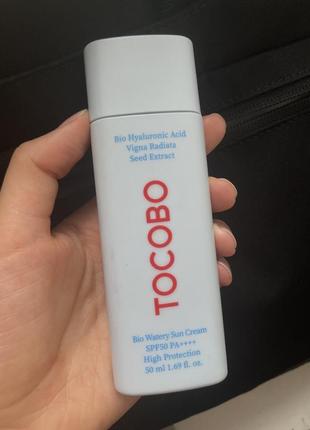 Bio Hyaluronic Acid
Vigna Radiata
Seed Extract
TOCOBO
Bio Watery Sun Cream
SPF50 PA++++
High Protection
50 ml 1.69 fl. oz.